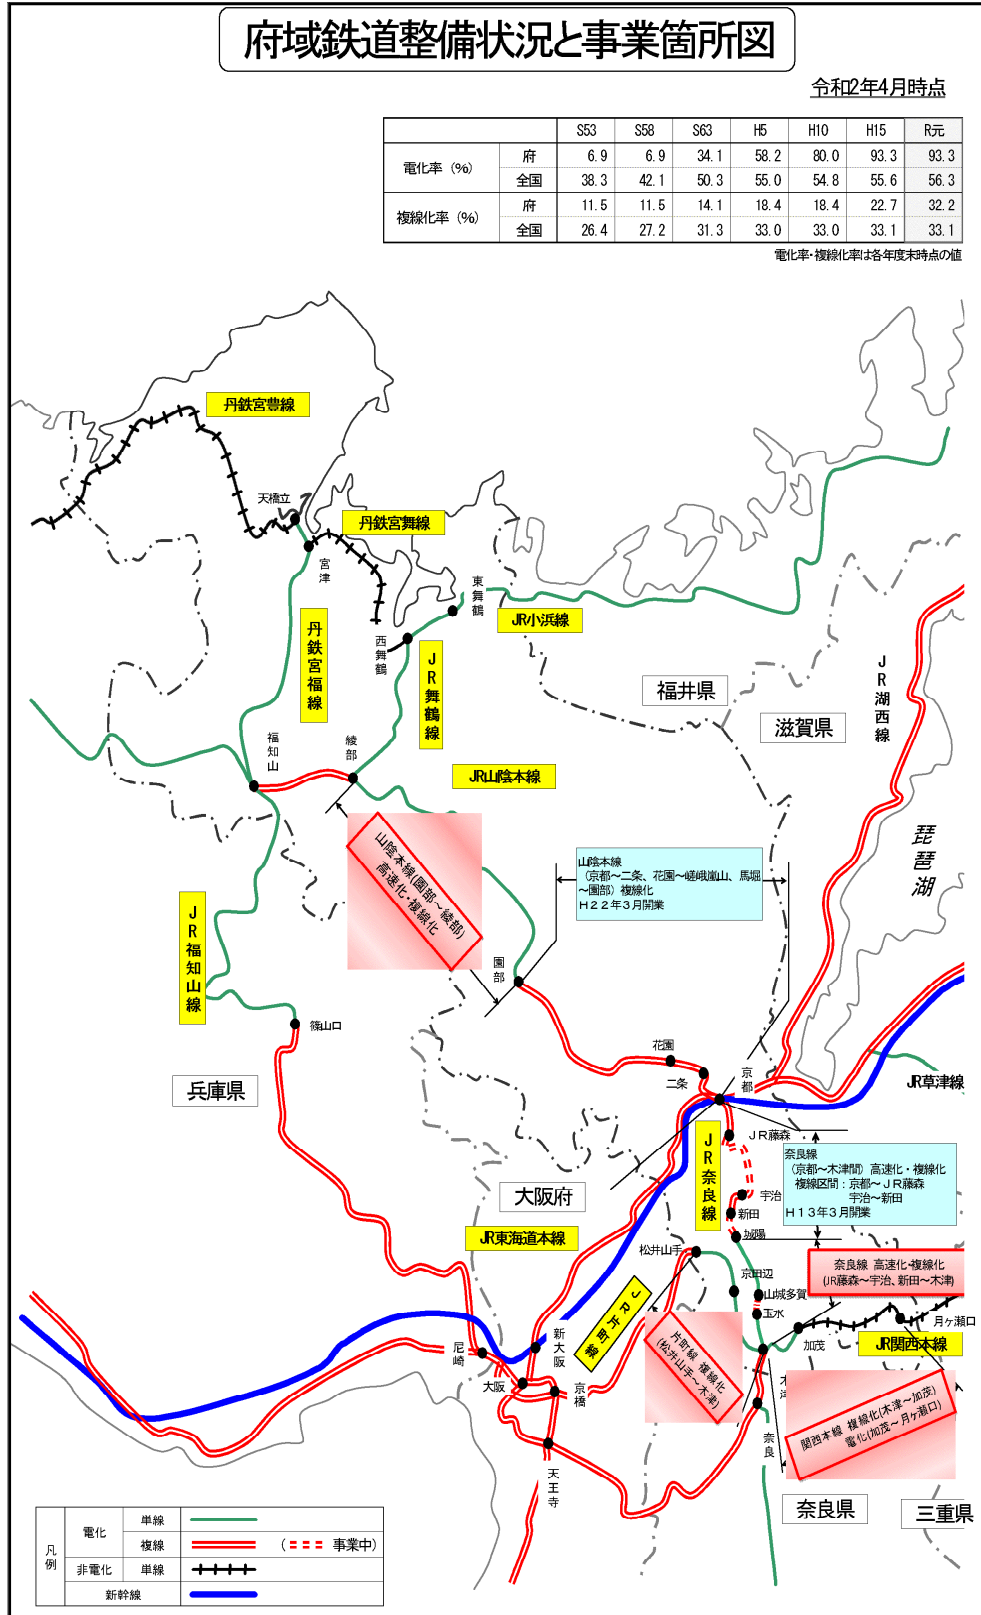 府域鉄道整備状況と事業箇所図
令和2年4月時点
S53 S58 S63 H5 H10 H15 R元
電化率（%） 府 6.9 6.9 34.1 58.2 80.0 93.3 93.3
全国 38.3 42.1 50.3 55.0 54.8 55.6 56.3
複線化率（%） 府 11.5 11.5 14.1 18.4 18.4 22.7 32.2
全国 26.4 27.2 31.3 33.0 33.0 33.1 33.1
電化率・複線化率は各年度末時点の値
丹鉄宮豊線
天橋立
丹鉄宮舞線
宮津
東舞鶴
JR小浜線
丹鉄宮福線
西舞鶴
JR舞鶴線
福井県
JR湖西線
滋賀県
福知山
綾部
JR山陰本線
琵琶湖
山陰本線(園部～綾部)
高速化・複線化
山陰本線
（京都～二条、花園～嵯峨嵐山、馬堀
～園部）複線化
H２２年３月開業
JR福知山線
園部
篠山口
花園
二条
京都
兵庫県
JR草津線
JR藤森
JR奈良線
奈良線
（京都～木津間）高速化・複線化
複線区間：京都～JR藤森
宇治～新田
H１３年３月開業
大阪府
宇治
新田
城陽
JR東海道本線
松井山手
奈良線 高速化・複線化
(JR藤森～宇治、新田～木津)
京田辺
山城多賀
玉水
JR片町線
月ヶ瀬口
加茂
JR関西本線
新大阪
尼崎
片町線 複線化
(松井山手～木津)
大阪
京橋
木
関西本線 複線化(木津～加茂)
電化(加茂～月ヶ瀬口)
奈良
天王寺
奈良県
三重県
凡例
電化 単線
複線 （ 事業中）
非電化 単線
新幹線